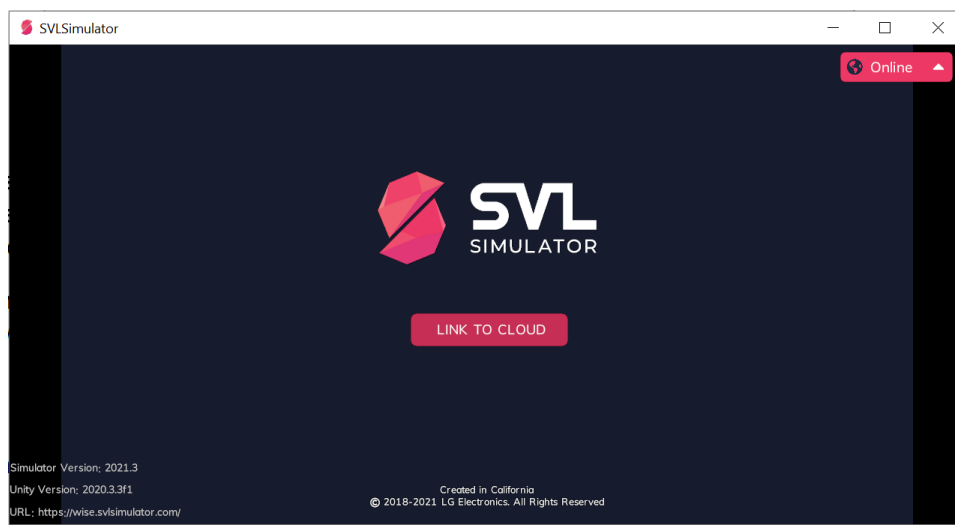 SVLSimulator
Online
SVL
SIMULATOR
LINK TO CLOUD
Simulator Version: 2021.3
Unity Version: 2020.3.3f1
URL: https://wise.svlsimulator.com/
Created in California
© 2018-2021 LG Electronics. All Rights Reserved